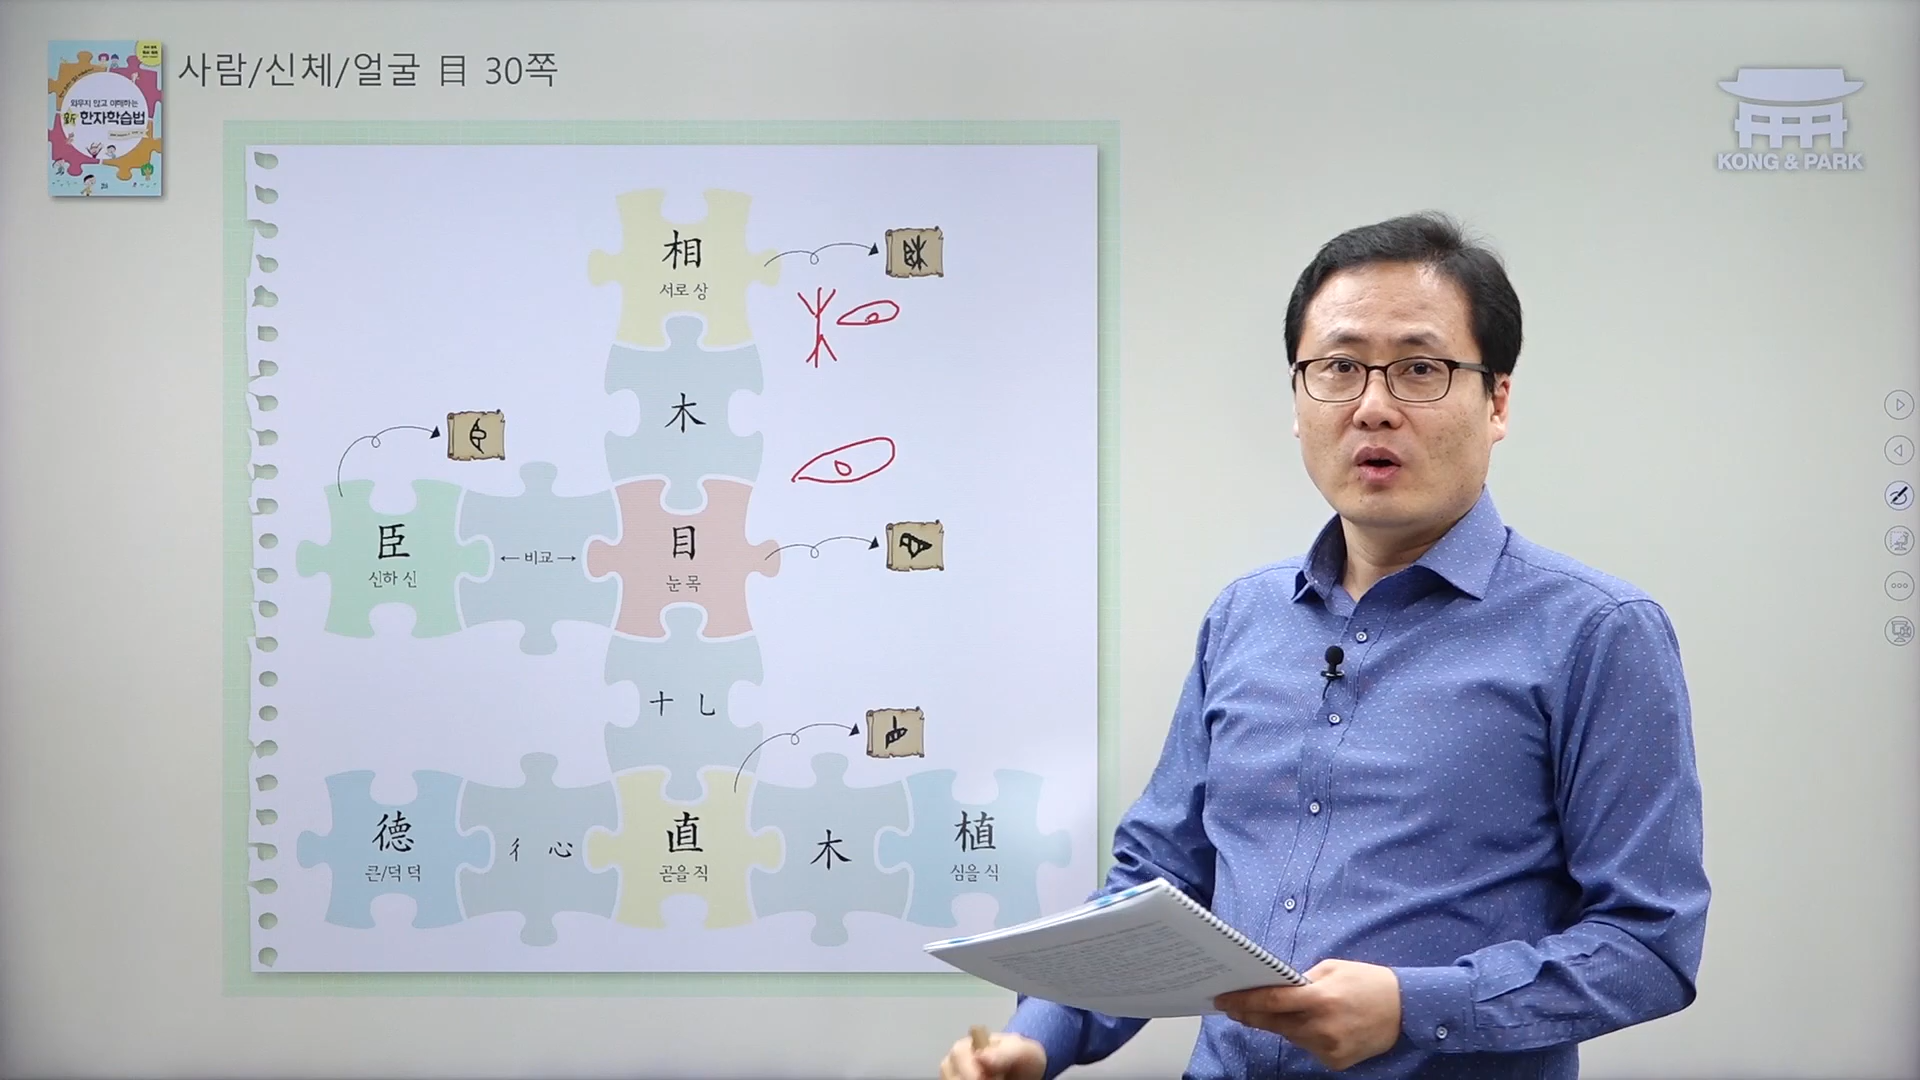 사람/신체/얼굴 目 30쪽
외우지 않고 이해하는
新 한자학습법
KONG & PARK
相
서로 상
木
臣
신하 신
← 비교 →
目
눈 목
十 乚
德
큰/덕 덕
彳 心
直
곧을 직
木
植
심을 식